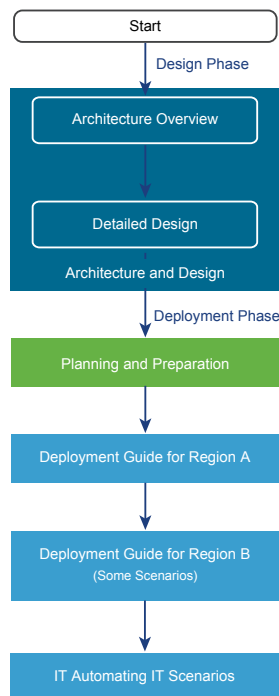 Start
Design Phase
Architecture Overview
Detailed Design
Architecture and Design
Deployment Phase
Planning and Preparation
Deployment Guide for Region A
Deployment Guide for Region B
(Some Scenarios)
IT Automating IT Scenarios